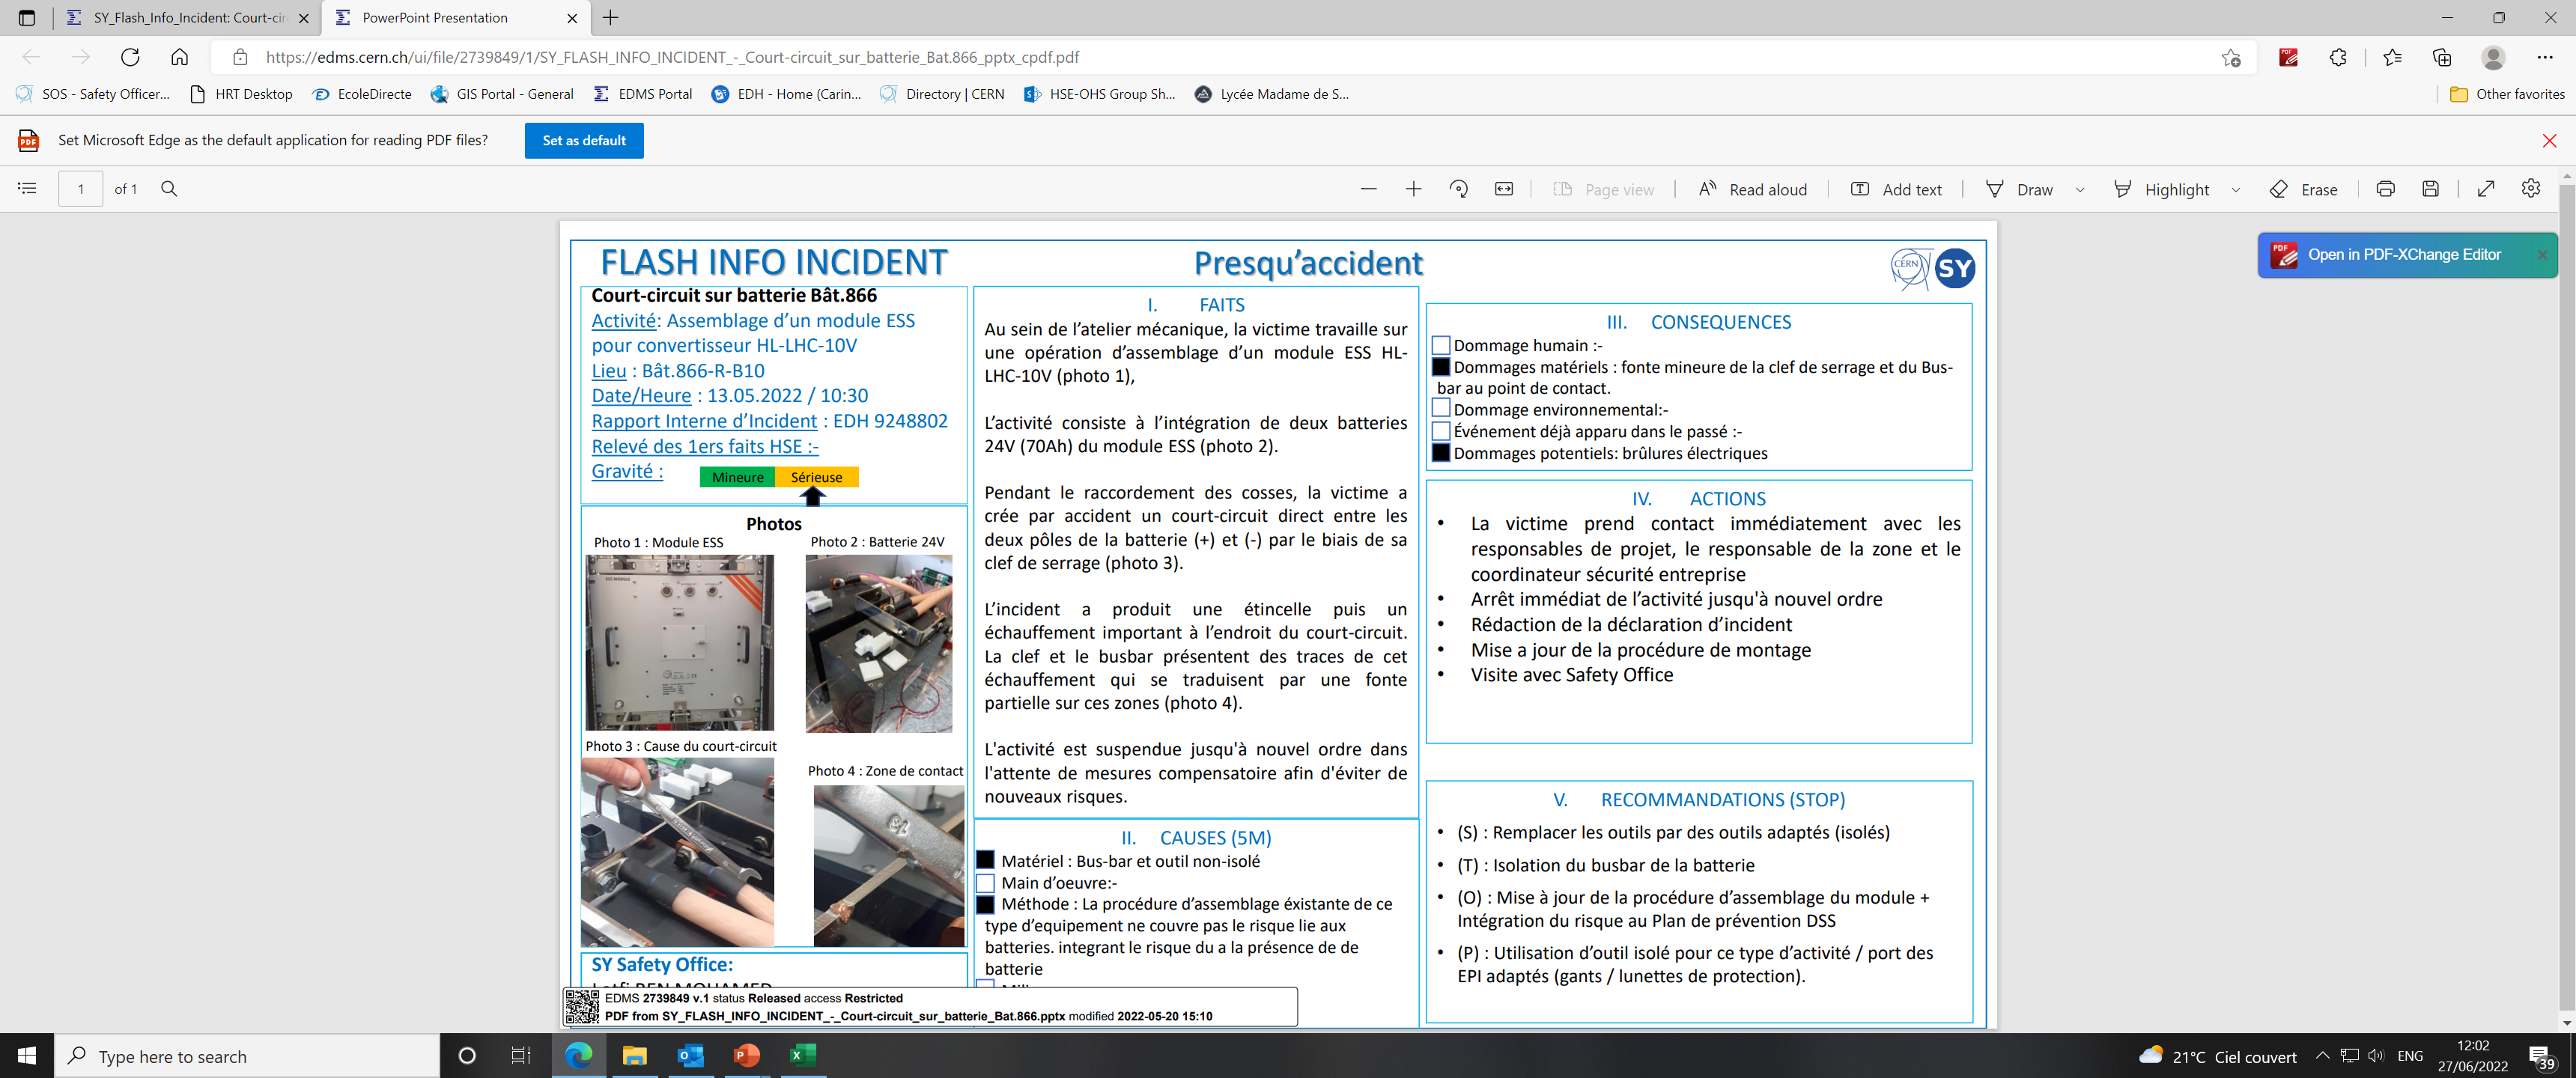 SY_Flash_Info_Incident: Court-cir
PowerPoint Presentation
https://edms.cern.ch/ui/file/2739849/1/SY_FLASH_INFO_INCIDENT_-_Court-circuit_sur_batterie_Bat.866_pptx_cpdf.pdf
SOS - Safety Officer...
HRT Desktop
EcoleDirecte
GIS Portal - General
EDMS Portal
EDH - Home (Carin...
Directory | CERN
HSE-OHS Group Sh...
Lycée Madame de S...
Other favorites
Set Microsoft Edge as the default application for reading PDF files?
Set as default
1 of 1
Page view
Read aloud
Add text
Draw
Highlight
Erase
Open in PDF-XChange Editor
FLASH INFO INCIDENT
Presqu'accident
CERN
SY
Court-circuit sur batterie Bât.866
Activité: Assemblage d'un module ESS
pour convertisseur HL-LHC-10V
Lieu : Bât.866-R-B10
Date/Heure : 13.05.2022 / 10:30
Rapport Interne d'Incident : EDH 9248802
Relevé des 1ers faits HSE :-
Gravité :
Mineure
Sérieuse
Photos
Photo 1 : Module ESS
Photo 2 : Batterie 24V
Photo 3 : Cause du court-circuit
Photo 4 : Zone de contact
SY Safety Office:
Lotfi BEN MOHAMED
I. FAITS
Au sein de l'atelier mécanique, la victime travaille sur
une opération d'assemblage d'un module ESS HL-
LHC-10V (photo 1),
L'activité consiste à l'intégration de deux batteries
24V (70Ah) du module ESS (photo 2).
Pendant le raccordement des cosses, la victime a
crée par accident un court-circuit direct entre les
deux pôles de la batterie (+) et (-) par le biais de sa
clef de serrage (photo 3).
L'incident a produit une étincelle puis un
échauffement important à l'endroit du court-circuit.
La clef et le busbar présentent des traces de cet
échauffement qui se traduisent par une fonte
partielle sur ces zones (photo 4).
L'activité est suspendue jusqu'à nouvel ordre dans
l'attente de mesures compensatoire afin d'éviter de
nouveaux risques.
II. CAUSES (5M)
Matériel : Bus-bar et outil non-isolé
Main d'oeuvre:-
Méthode : La procédure d'assemblage éxistante de ce
type d'equipement ne couvre pas le risque lie aux
batteries. integrant le risque du a la présence de de
batterie
III. CONSEQUENCES
Dommage humain :-
Dommages matériels : fonte mineure de la clef de serrage et du Bus-
bar au point de contact.
Dommage environnemental:-
Événement déjà apparu dans le passé :-
Dommages potentiels: brûlures électriques
IV. ACTIONS
• La victime prend contact immédiatement avec les
responsables de projet, le responsable de la zone et le
coordinateur sécurité entreprise
• Arrêt immédiat de l'activité jusqu'à nouvel ordre
• Rédaction de la déclaration d'incident
• Mise a jour de la procédure de montage
• Visite avec Safety Office
V. RECOMMANDATIONS (STOP)
• (S) : Remplacer les outils par des outils adaptés (isolés)
• (T) : Isolation du busbar de la batterie
• (O) : Mise à jour de la procédure d'assemblage du module +
Intégration du risque au Plan de prévention DSS
• (P) : Utilisation d'outil isolé pour ce type d'activité / port des
EPI adaptés (gants / lunettes de protection).
EDMS 2739849 v.1 status Released access Restricted
PDF from SY_FLASH_INFO_INCIDENT_-_Court-circuit_sur_batterie_Bat.866.pptx modified 2022-05-20 15:10
Type here to search
21°C Ciel couvert
ENG
12:02
27/06/2022
39